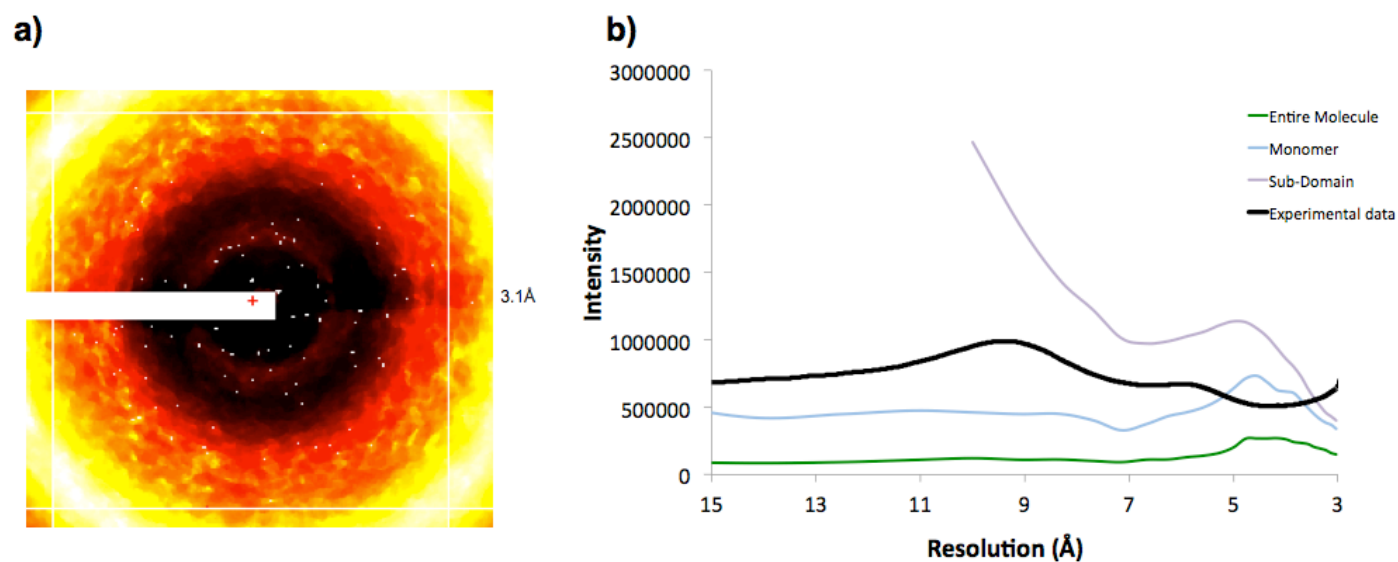 a)
3.1Å
b)
3000000
2500000
2000000
1500000
1000000
500000
0
Intensity
15 13 11 9 7 5 3
Resolution (Å)
Entire Molecule
Monomer
Sub-Domain
Experimental data